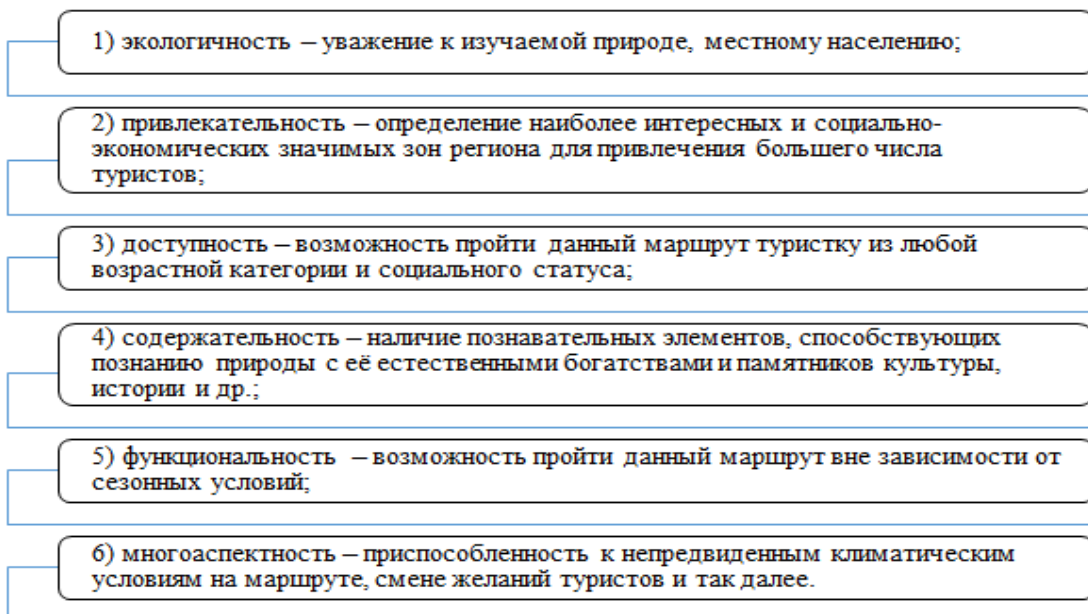 1) экологичность – уважение к изучаемой природе, местному населению;
2) привлекательность – определение наиболее интересных и социально-
экономических значимых зон региона для привлечения большего числа
туристов;
3) доступность – возможность пройти данный маршрут туристку из любой
возрастной категории и социального статуса;
4) содержательность – наличие познавательных элементов, способствующих
познанию природы с её естественными богатствами и памятников культуры,
истории и др.;
5) функциональность – возможность пройти данный маршрут вне зависимости от
сезонных условий;
6) многоаспектность – приспособленность к непредвиденным климатическим
условиям на маршруте, смене желаний туристов и так далее.